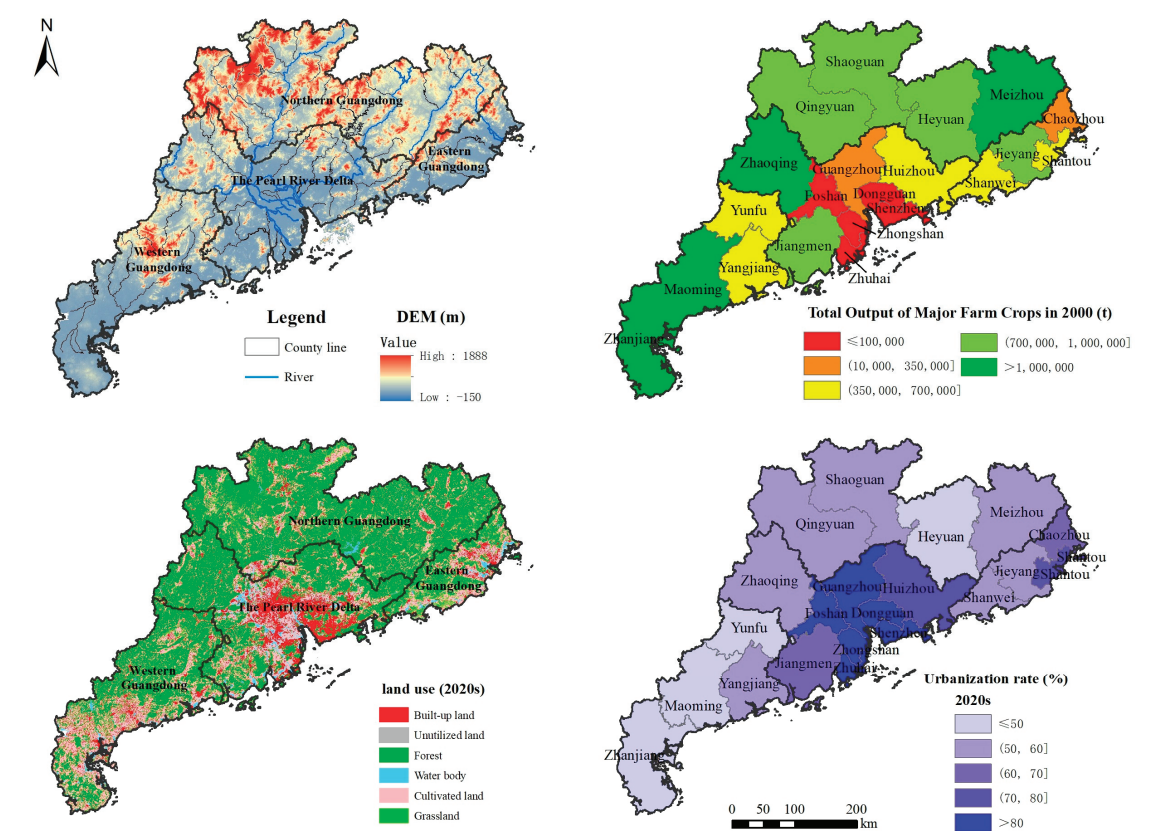 N
Northern Guangdong
Eastern
Guangdong
The Pearl River Delta
Western
Guangdong
Legend
County line
River
DEM (m)
Value
High : 1888
Low : -150
Shaoguan
Meizhou
Qingyuan
Heyuan
Chaozhou
Jieyang
Shantou
Zhaoqing
Guangzhou
Huizhou
Shanwei
Foshan
Dongguan
Shenzhen
Yunfu
Zhongshan
Jiangmen
Yangjiang
Zhuhai
Maoming
Zhanjiang
Total Output of Major Farm Crops in 2000 (t)
≤100,000
(10,000, 350,000]
(350,000, 700,000]
(700,000, 1,000,000]
>1,000,000
Northern Guangdong
Eastern
Guangdong
The Pearl River Delta
Western
Guangdong
land use (2020s)
Built-up land
Unutilized land
Forest
Water body
Cultivated land
Grassland
Shaoguan
Meizhou
Qingyuan
Heyuan
Chaozhou
Shantou
Jieyang
Shantou
Zhaoqing
Guangzhou
Huizhou
Shanwei
Foshan
Dongguan
Yunfu
Shenzhen
Zhongshan
Jiangmen
Zhuhai
Yangjiang
Maoming
Zhanjiang
Urbanization rate (%)
2020s
≤50
(50, 60]
(60, 70]
(70, 80]
>80
0 50 100 200
km